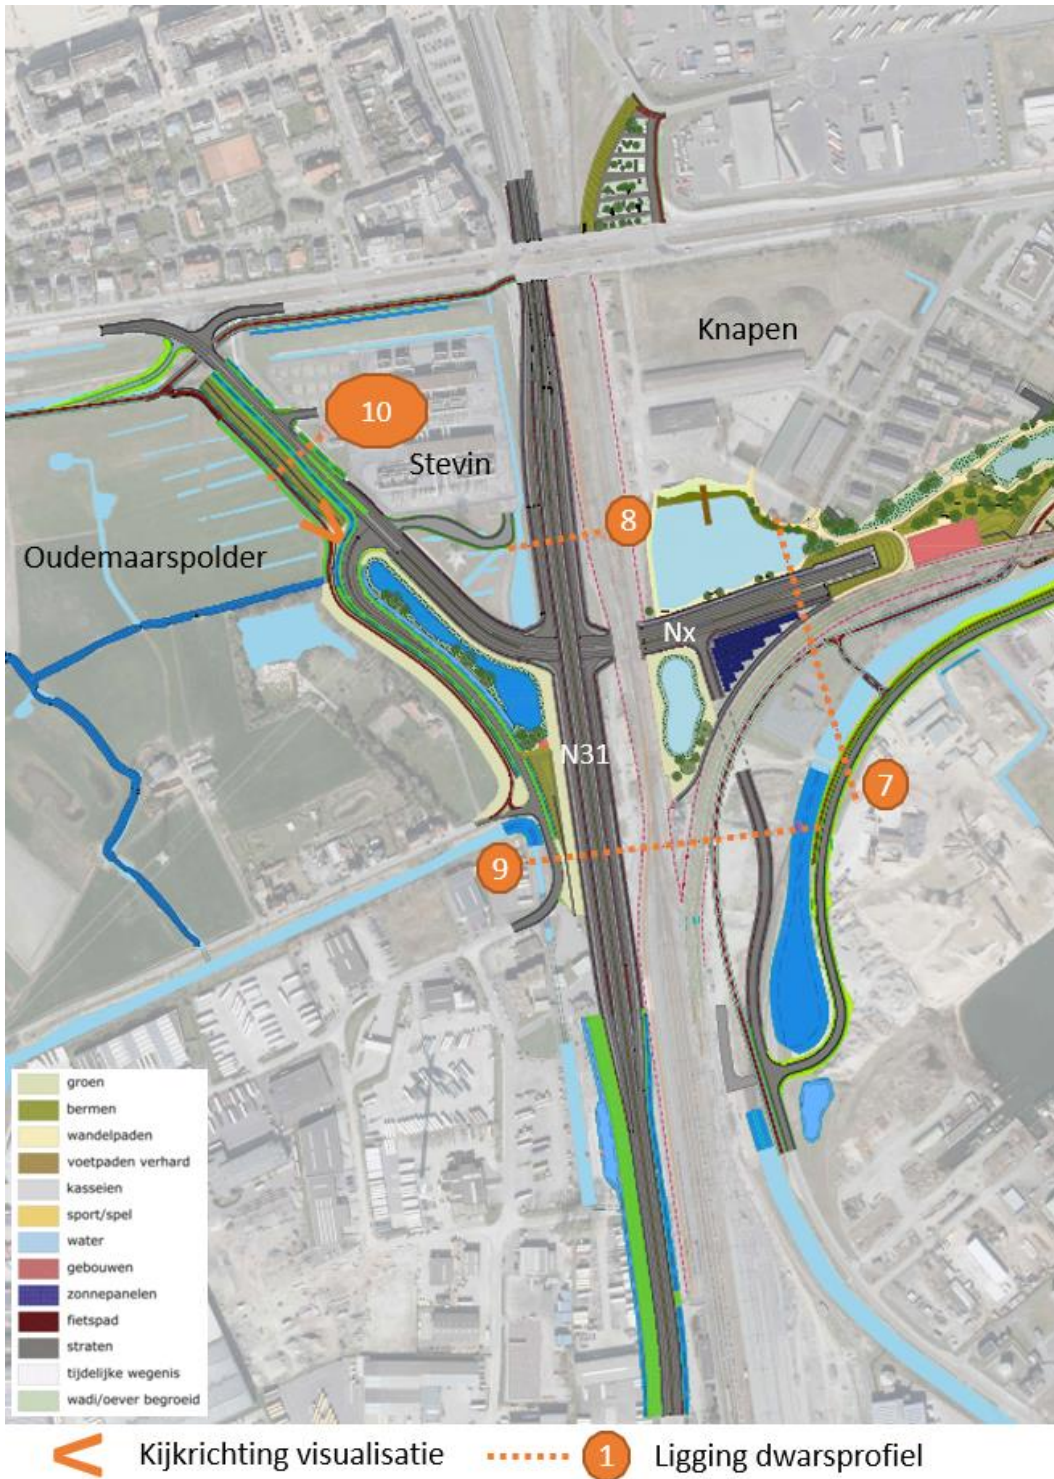 Knapen
10
Stevin
8
Oudemaarspolder
Nx
N31
7
9
groen
bermen
wandelpaden
voetpaden verhard
kasseien
sport/spel
water
gebouwen
zonnepanelen
fietspad
straten
tijdelijke wegenis
wadi/oever begroeid
Kijkrichting visualisatie
1
Ligging dwarsprofiel